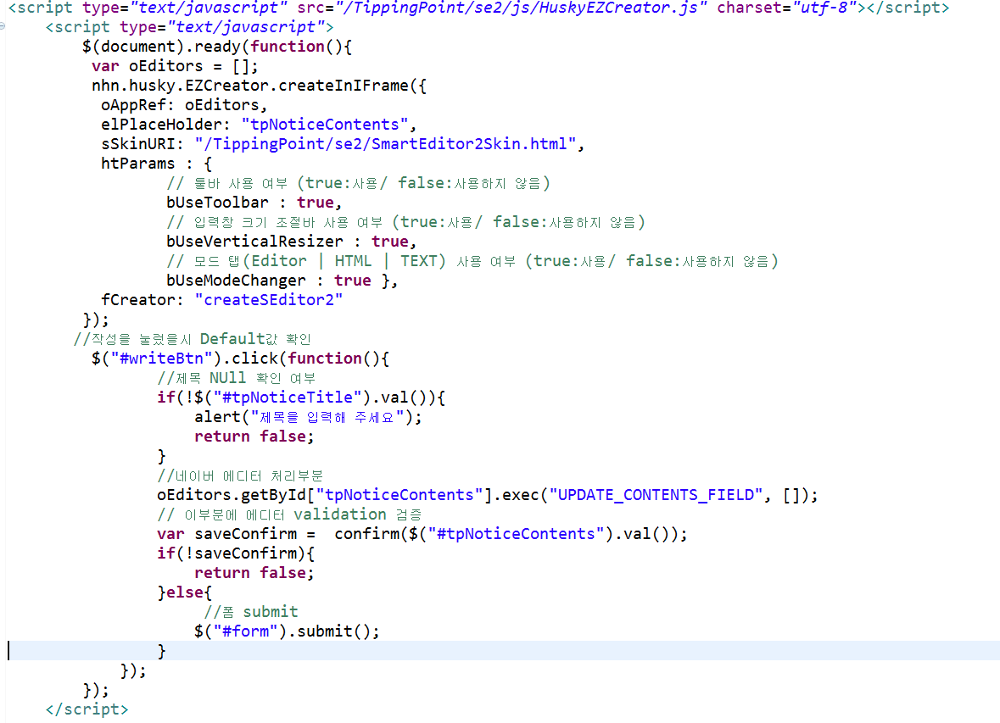 <script type="text/javascript" src="/TippingPoint/se2/js/HuskyEZCreator.js" charset="utf-8"></script>
<script type="text/javascript">
$(document).ready(function(){
var oEditors = [];
nhn.husky.EZCreator.createInIFrame({
oAppRef: oEditors,
elPlaceHolder: "tpNoticeContents",
sSkinURI: "/TippingPoint/se2/SmartEditor2Skin.html",
htParams : {
// 툴바 사용 여부 (true:사용/ false:사용하지 않음)
bUseToolbar : true,
// 입력창 크기 조절바 사용 여부 (true:사용/ false:사용하지 않음)
bUseVerticalResizer : true,
// 모드 탭(Editor | HTML | TEXT) 사용 여부 (true:사용/ false:사용하지 않음)
bUseModeChanger : true },
fCreator: "createSEditor2"
});
//작성을 눌렀을시 Default값 확인
$("#writeBtn").click(function(){
//제목 NUll 확인 여부
if(!$("#tpNoticeTitle").val()){
alert("제목을 입력해 주세요");
return false;
}
//네이버 에디터 처리부분
oEditors.getById["tpNoticeContents"].exec("UPDATE_CONTENTS_FIELD", []);
// 이부분에 에디터 validation 검증
var saveConfirm =  confirm($("#tpNoticeContents").val());
if(!saveConfirm){
return false;
}else{
//폼 submit
$("#form").submit();
}
});
});
</script>